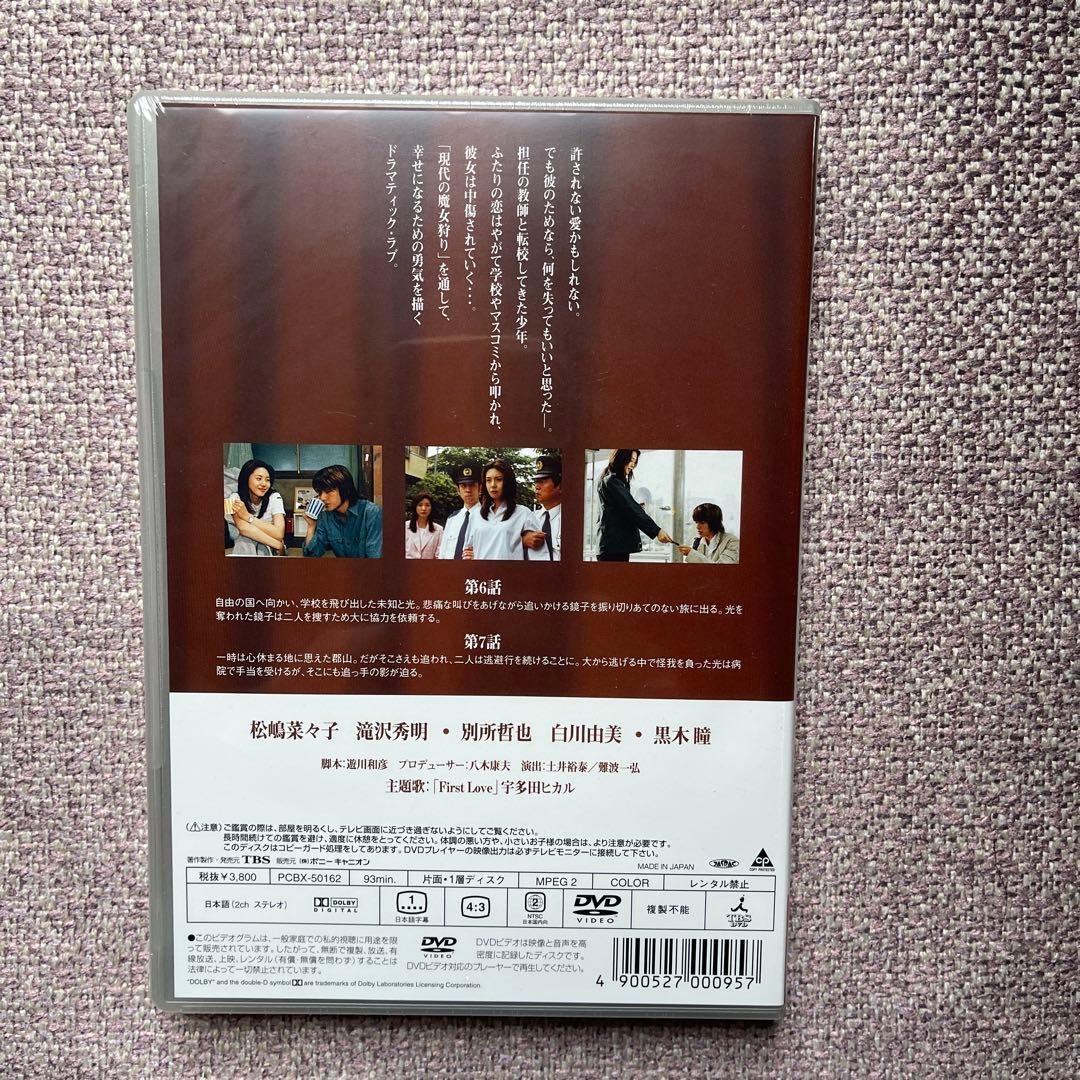 許されない愛かもしれない。
でも彼のためなら、何を失ってもいいと思った—。
担任の教師と転校してきた少年。
ふたりの恋はやがて学校やマスコミから叩かれ、
彼女は中傷されていく・・・。
「現代の魔女狩り」を通して、
幸せになるための勇気を描く
ドラマティック・ラブ。
第6話
自由の国へ向かい、学校を飛び出した未知と光。悲痛な叫びをあげながら追いかける鏡子を振り切りあてのない旅に出る。光を
奪われた鏡子は二人を捜すため大に協力を依頼する。
第7話
一時は心休まる地に思えた郡山。だがそこさえも追われ、二人は逃避行を続けることに。大から逃げる中で怪我を負った光は病
院で手当を受けるが、そこにも追っ手の影が迫る。
松嶋菜々子 滝沢秀明・別所哲也 白川由美・黒木 瞳
脚本:遊川和彦 プロデューサー:八木康夫 演出:土井裕泰/難波一弘
主題歌:「First Love」宇多田ヒカル
(⚠注意) ご鑑賞の際は、部屋を明るくし、テレビ画面に近づき過ぎないようにしてご覧ください。
長時間続けての鑑賞を避け、適度に休憩をとってください。体調の悪い方や、小さいお子様の場合は、より注意が必要です。
このディスクはコピーガード処理をしてあります。DVDプレイヤーの映像出力は必ずテレビモニターに接続して下さい。
著作製作・発売元 TBS 販売元 (株)ポニー キャニオン
MADE IN JAPAN
CP
COPY PROTECTED
税抜¥3,800 PCBX-50162 93min. 片面・1層ディスク MPEG 2 COLOR レンタル禁止
日本語(2ch ステレオ) DOLBY DIGITAL 1 日本語字幕 4:3 2 NTSC 日本国内向 DVD VIDEO 複製不能 TBS DVD
●このビデオグラムは、一般家庭での私的視聴に用途を限
って販売されています。したがって、無断で複製、放送、有
線放送、上映、レンタル(有償・無償を問わず)することは
法律によって一切禁止されています。
DVD VIDEO
DVDビデオは映像と音声を高
密度に記録したディスクです。
DVDビデオ対応のプレーヤーで再生してください。
"DOLBY" and the double-D symbol are trademarks of Dolby Laboratories Licensing Corporation.
4 900527 000957